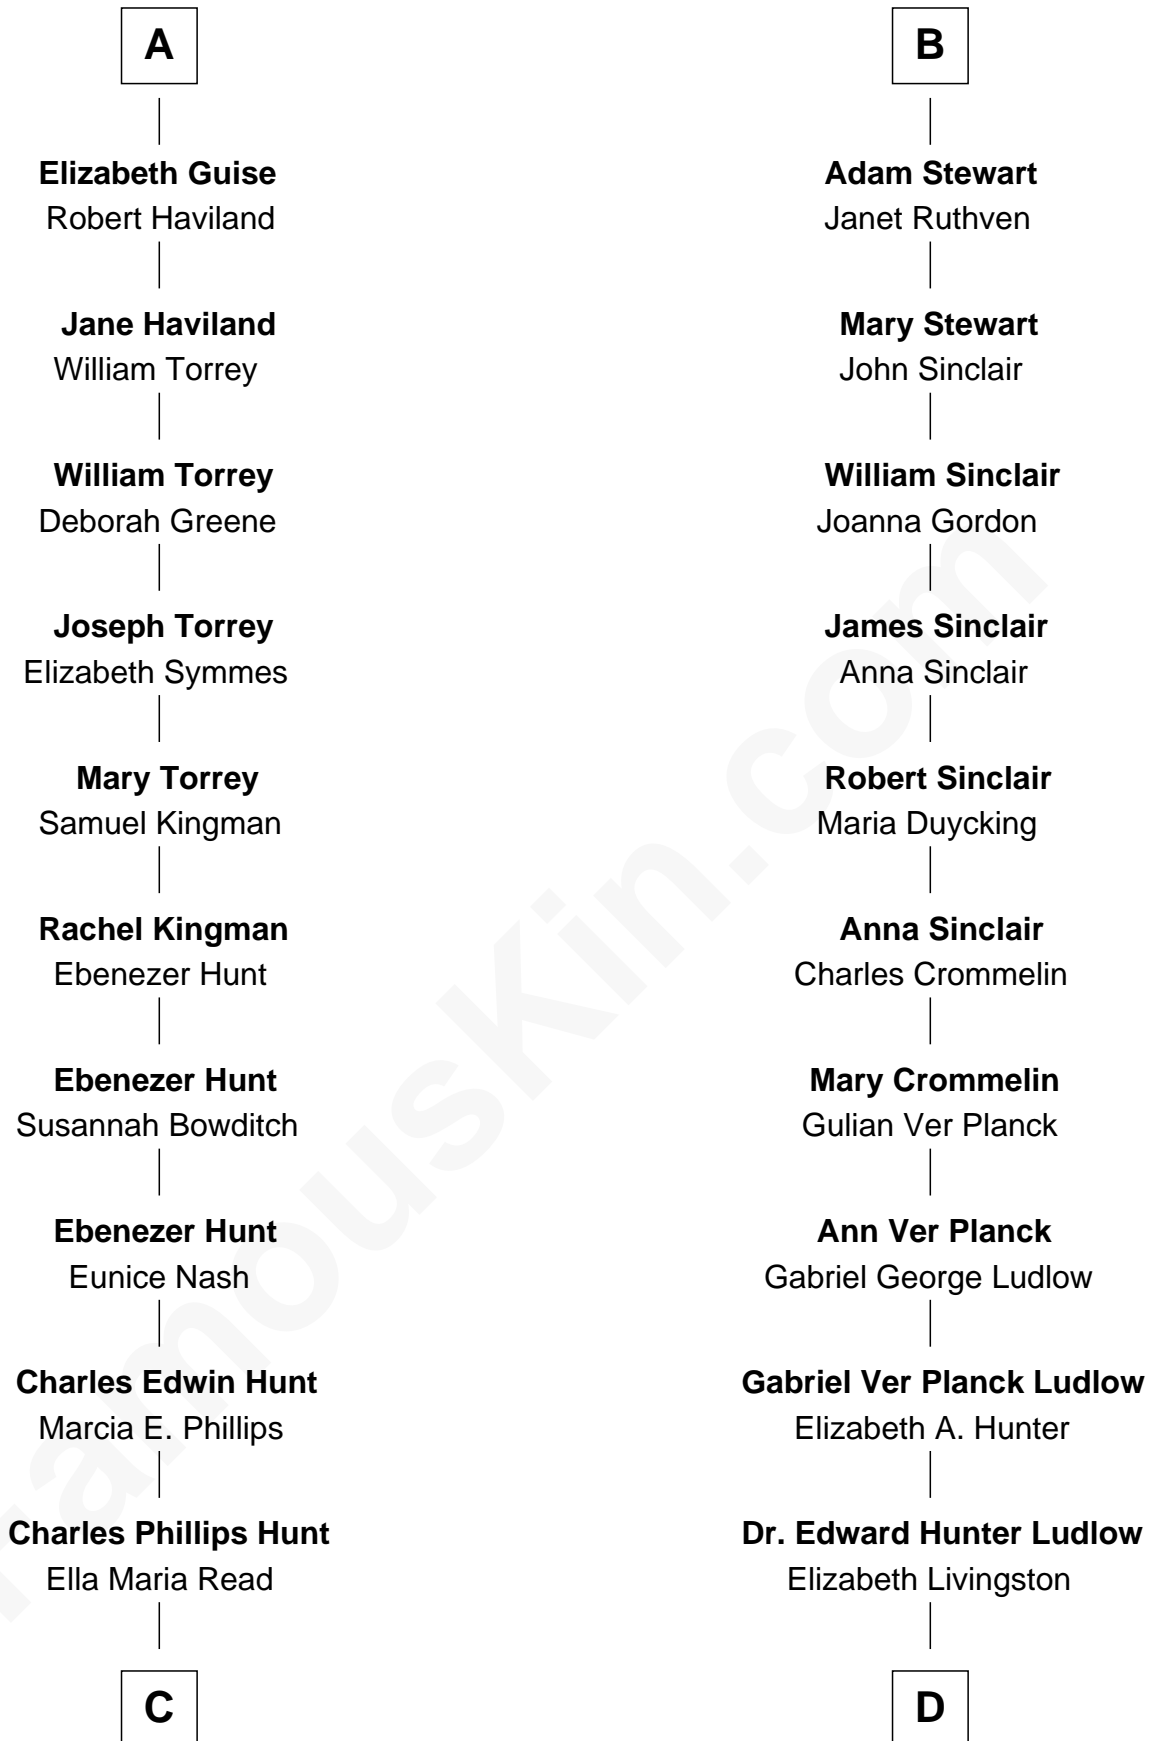 A
Elizabeth Guise
Robert Haviland
Jane Haviland
William Torrey
William Torrey
Deborah Greene
Joseph Torrey
Elizabeth Symmes
Mary Torrey
Samuel Kingman
Rachel Kingman
Ebenezer Hunt
Ebenezer Hunt
Susannah Bowditch
Ebenezer Hunt
Eunice Nash
Charles Edwin Hunt
Marcia E. Phillips
Charles Phillips Hunt
Ella Maria Read
C
B
Adam Stewart
Janet Ruthven
Mary Stewart
John Sinclair
William Sinclair
Joanna Gordon
James Sinclair
Anna Sinclair
Robert Sinclair
Maria Duycking
Anna Sinclair
Charles Crommelin
Mary Crommelin
Gulian Ver Planck
Ann Ver Planck
Gabriel George Ludlow
Gabriel Ver Planck Ludlow
Elizabeth A. Hunter
Dr. Edward Hunter Ludlow
Elizabeth Livingston
D
FamousKin.com